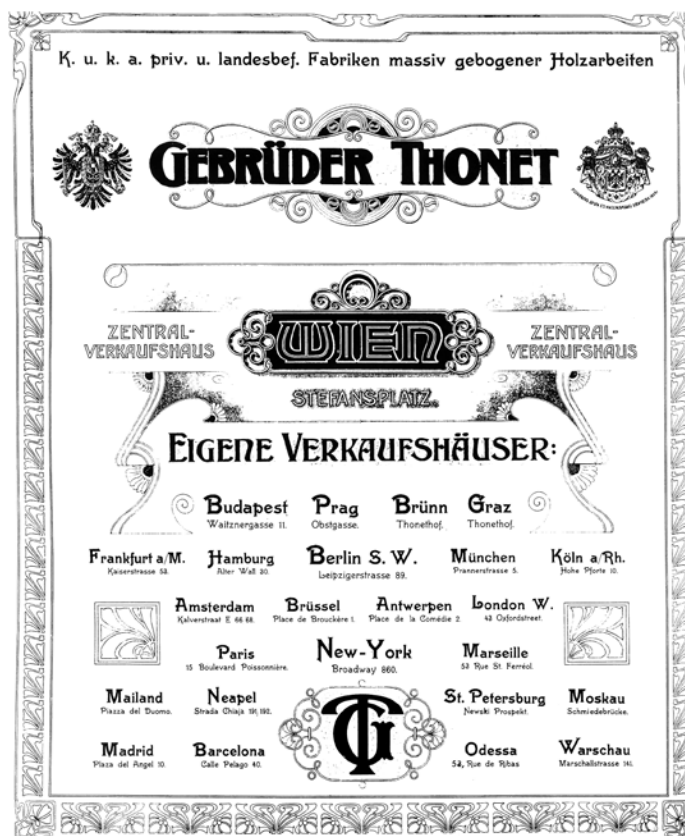 K. u. k. a. priv. u. landesbef. Fabriken massiv gebogener Holzarbeiten
GEBRÜDER THONET
ZENTRAL-
VERKAUFSHAUS
WIEN
ZENTRAL-
VERKAUFSHAUS
STEFANSPLATZ.
EIGENE VERKAUFSHÄUSER:
Budapest Prag Brünn Graz
Waitznergasse 11. Obstgasse. Thonethof. Thonethof.
Frankfurt a/M. Hamburg Berlin S. W. München Köln a/Rh.
Kaiserstrasse 53. Alter Wall 30. Leipzigerstrasse 89. Prannerstrasse 5. Hohe Pforte 10.
Amsterdam Brüssel Antwerpen London W.
Kalverstraat E 66 68. Place de Brouckère 1. Place de la Comédie 2 43 Oxfordstreet.
Paris New-York Marseille
15 Boulevard Poissonnière. Broadway 860. 53 Rue St. Ferréol.
Mailand Neapel St. Petersburg Moskau
Piazza del Duomo. Strada Chiaja 191, 193. Newski Prospekt. Schmiedebrücke.
TG
Madrid Barcelona Odessa Warschau
Plaza del Angel 10. Calle Pelago 40. 53, Rue de Ribas Marschallstrasse 141.